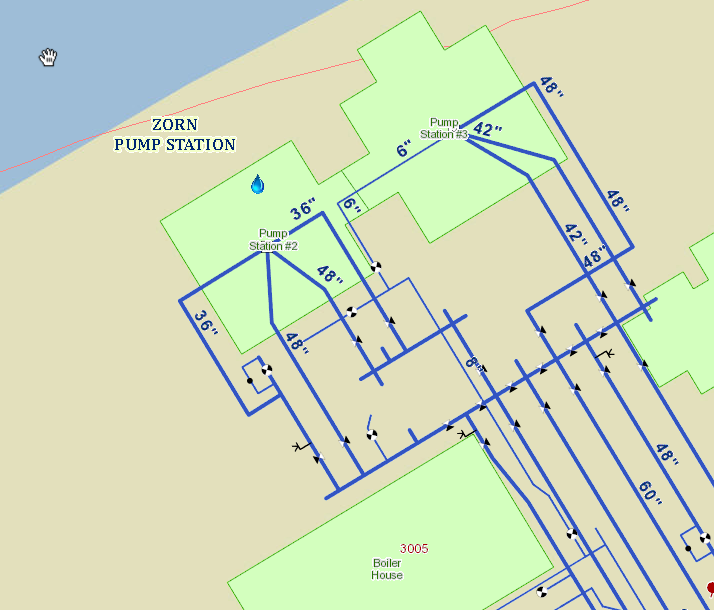 48"
Pump
Station #3
42"
ZORN
PUMP STATION
6"
6"
48"
36"
42"
Pump
Station #2
48"
48"
36"
48"
8"
48"
60"
3005
Boiler
House